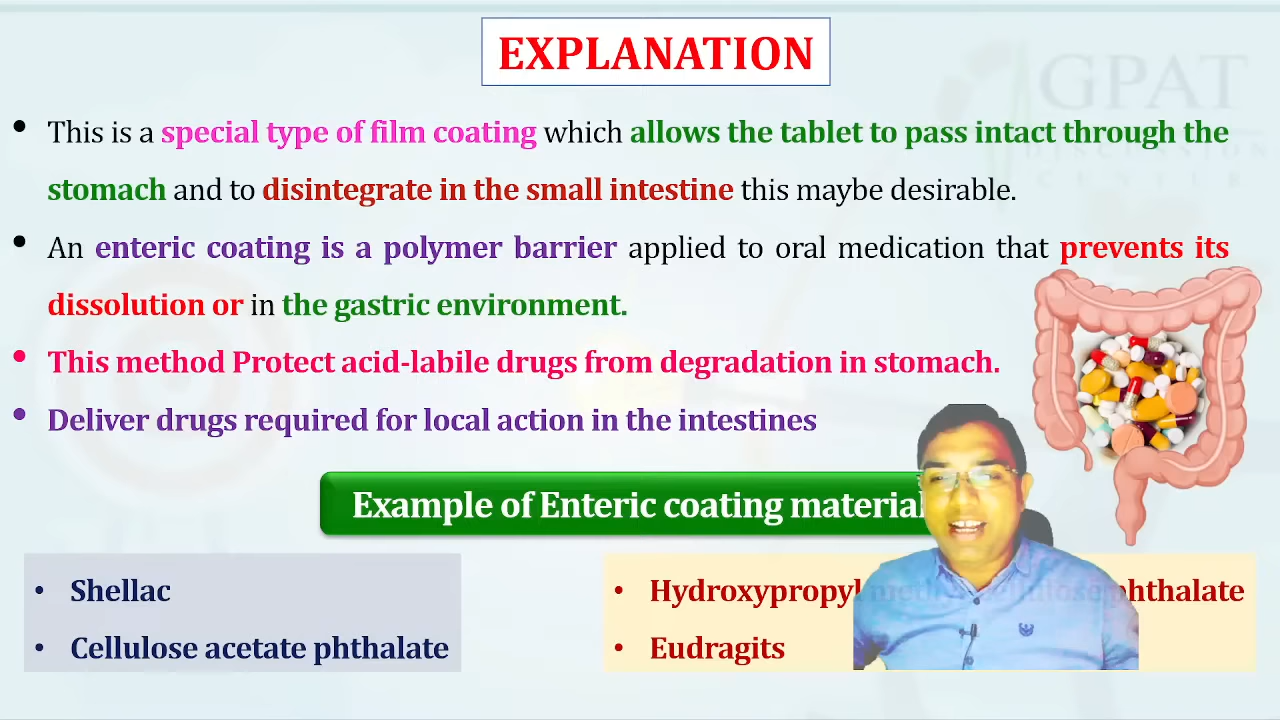 EXPLANATION
GPAT
DISCUSSION
CENTER
• This is a special type of film coating which allows the tablet to pass intact through the
stomach and to disintegrate in the small intestine this maybe desirable.
• An enteric coating is a polymer barrier applied to oral medication that prevents its
dissolution or in the gastric environment.
• This method Protect acid-labile drugs from degradation in stomach.
• Deliver drugs required for local action in the intestines
Example of Enteric coating material
• Shellac
• Cellulose acetate phthalate
• Hydroxypropyl phthalate
• Eudragits